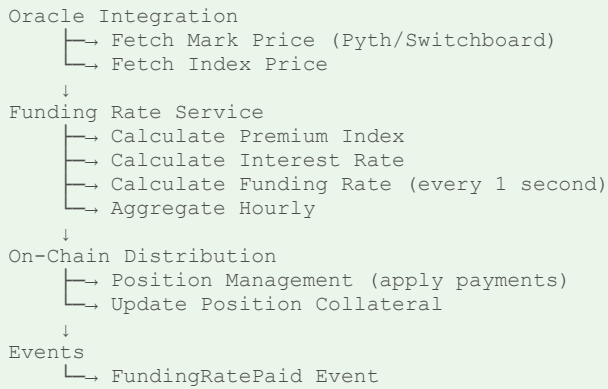 Oracle Integration
    ├─→ Fetch Mark Price (Pyth/Switchboard)
    └─→ Fetch Index Price
    ↓
Funding Rate Service
    ├─→ Calculate Premium Index
    ├─→ Calculate Interest Rate
    ├─→ Calculate Funding Rate (every 1 second)
    └─→ Aggregate Hourly
    ↓
On-Chain Distribution
    ├─→ Position Management (apply payments)
    └─→ Update Position Collateral
    ↓
Events
    └─→ FundingRatePaid Event